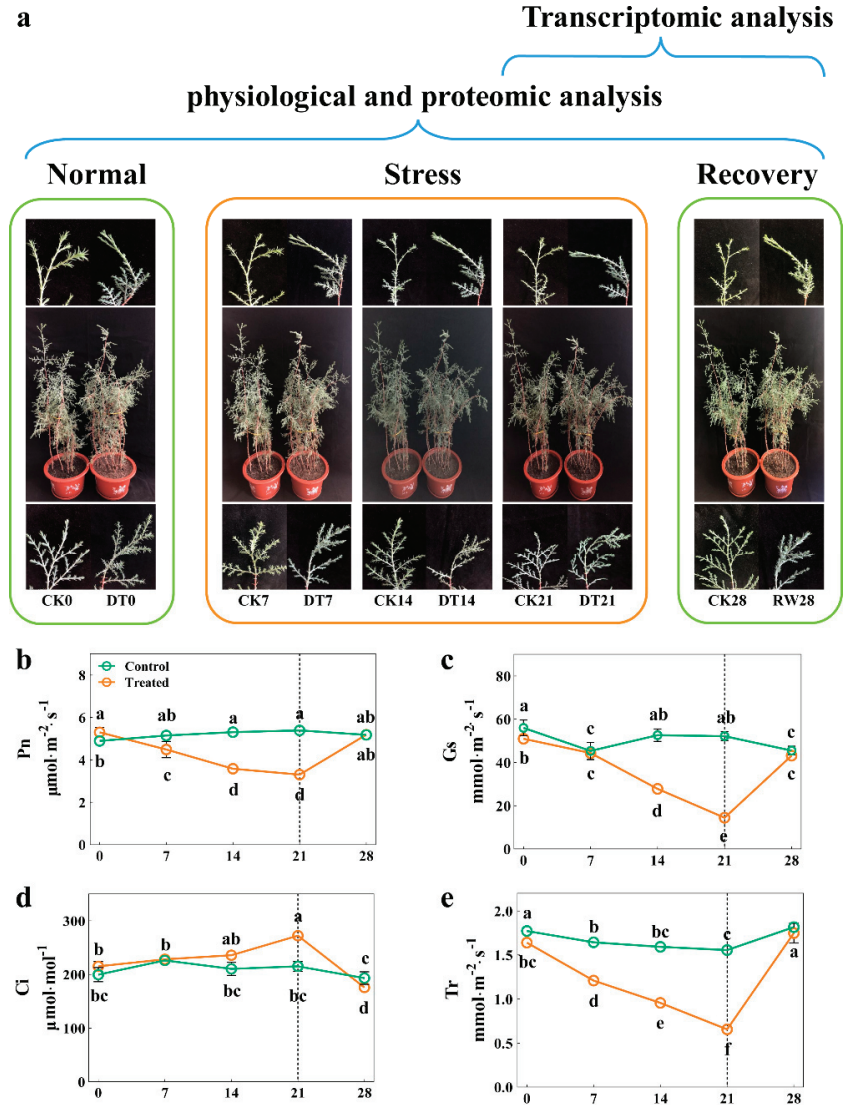 a
Transcriptomic analysis
physiological and proteomic analysis
Normal
Stress
Recovery
CK0 DT0
CK7 DT7 CK14 DT14 CK21 DT21
CK28 RW28
b
Pn
μmol·m⁻²·s⁻¹
8
6
4
2
0
Control
Treated
a ab a a ab
b c d d ab
0 7 14 21 28
c
Gs
mmol·m⁻²·s⁻¹
80
60
40
20
0
a c ab ab c
b c d e c
0 7 14 21 28
d
Ci
μmol·mol⁻¹
300
200
100
0
b b ab a c
bc bc bc d
0 7 14 21 28
e
Tr
mmol·m⁻²·s⁻¹
2.0
1.5
1.0
0.5
0.0
a b bc c
bc d e f a
0 7 14 21 28